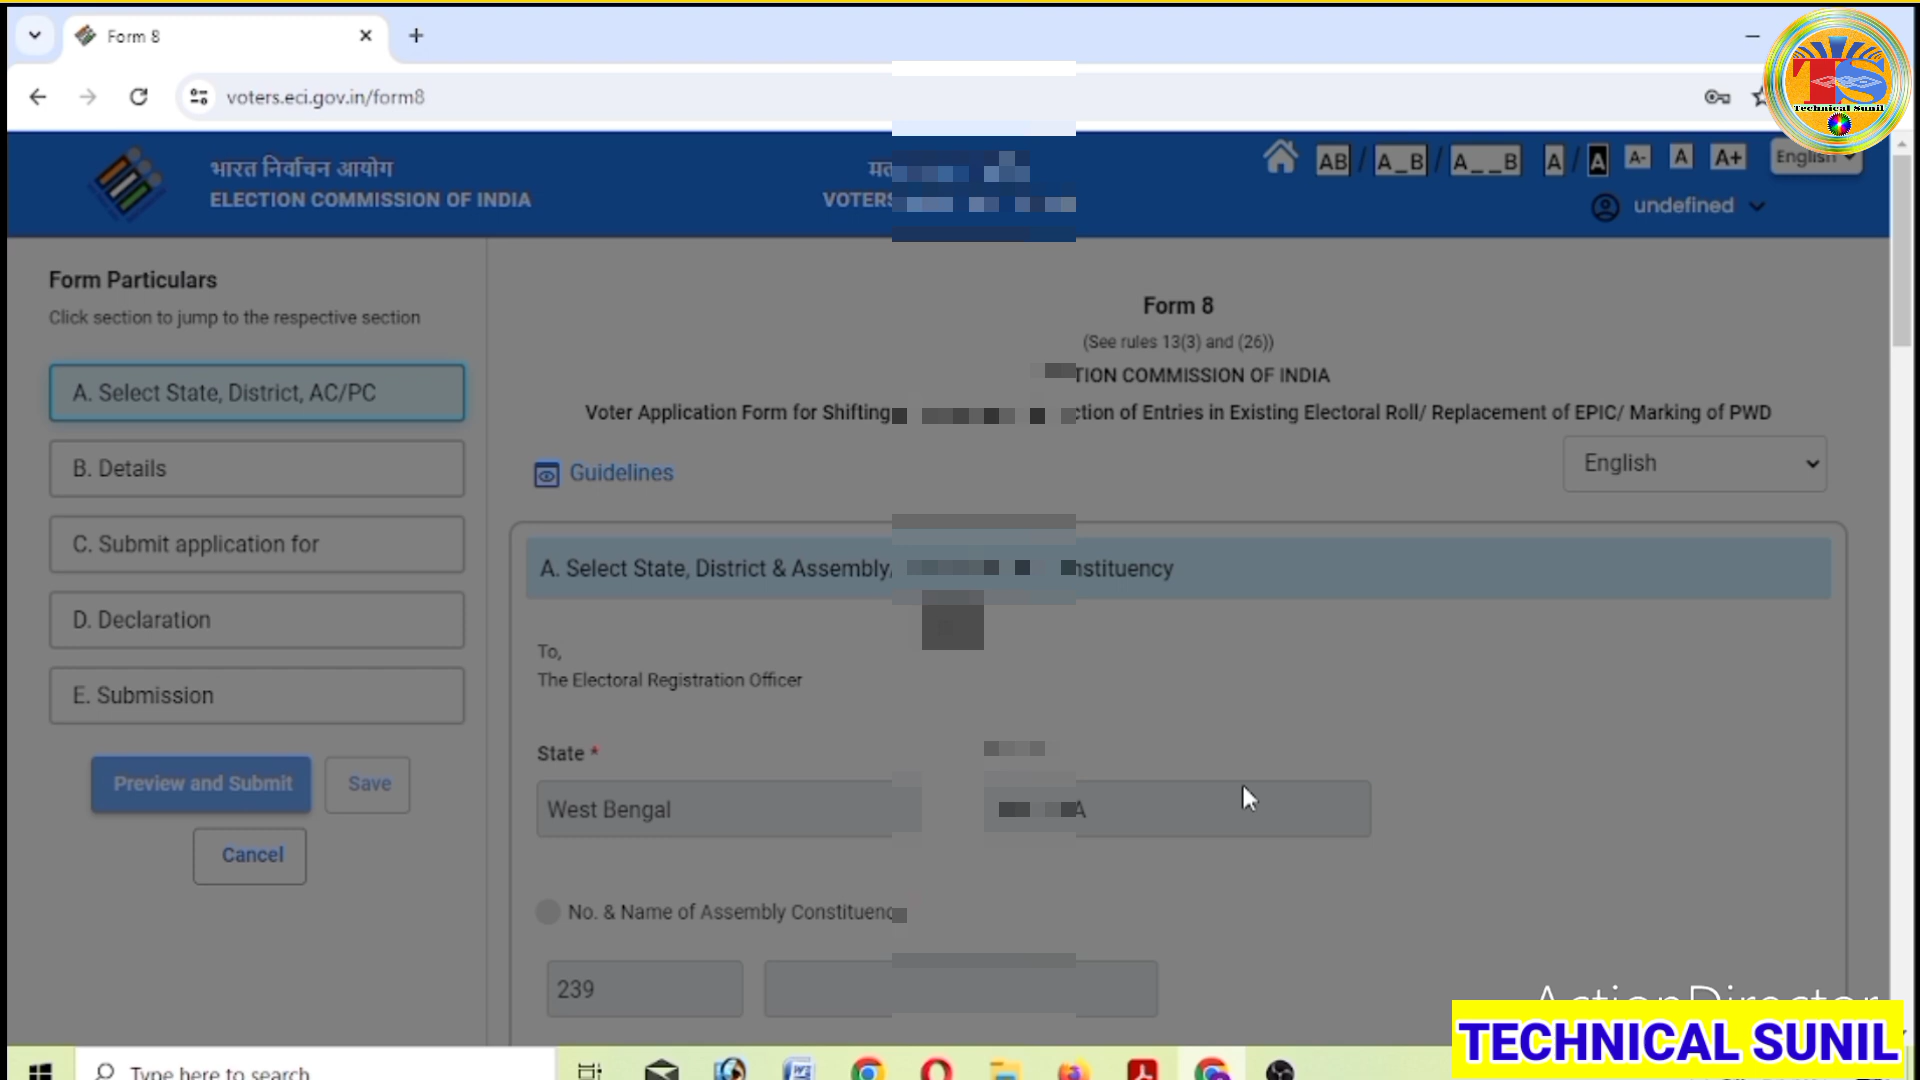 Form 8
voters.eci.gov.in/form8
Technical Sunil
भारत निर्वाचन आयोग
ELECTION COMMISSION OF INDIA
VOTERS
AB / A_B / A__B A / A A- A A+ English
undefined
Form Particulars
Click section to jump to the respective section
A. Select State, District, AC/PC
B. Details
C. Submit application for
D. Declaration
E. Submission
Preview and Submit Save
Cancel
Form 8
(See rules 13(3) and (26))
COMMISSION OF INDIA
Voter Application Form for Shifting of Entries in Existing Electoral Roll/ Replacement of EPIC/ Marking of PWD
Guidelines
English
A. Select State, District & Assembly/
To,
The Electoral Registration Officer
State *
West Bengal
No. & Name of Assembly
239
ActionDirector
TECHNICAL SUNIL
Type here to search